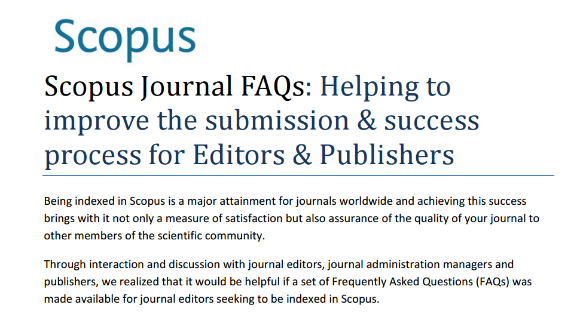 Scopus
Scopus Journal FAQs: Helping to
improve the submission & success
process for Editors & Publishers
Being indexed in Scopus is a major attainment for journals worldwide and achieving this success
brings with it not only a measure of satisfaction but also assurance of the quality of your journal to
other members of the scientific community.
Through interaction and discussion with journal editors, journal administration managers and
publishers, we realized that it would be helpful if a set of Frequently Asked Questions (FAQs) was
made available for journal editors seeking to be indexed in Scopus.